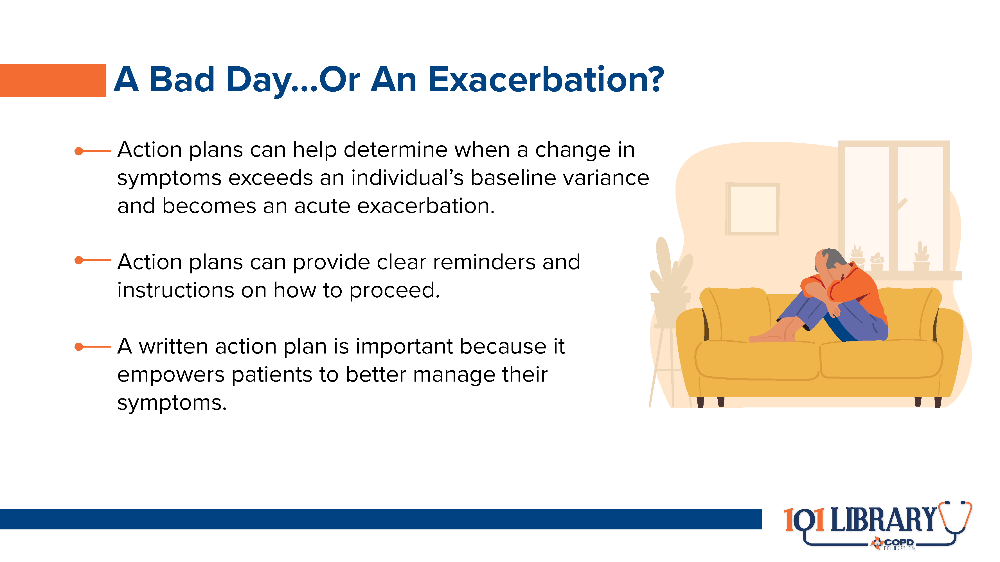 A Bad Day...Or An Exacerbation?
Action plans can help determine when a change in
symptoms exceeds an individual’s baseline variance
and becomes an acute exacerbation.
Action plans can provide clear reminders and
instructions on how to proceed.
A written action plan is important because it
empowers patients to better manage their
symptoms.
101 LIBRARY
COPD
FOUNDATION®